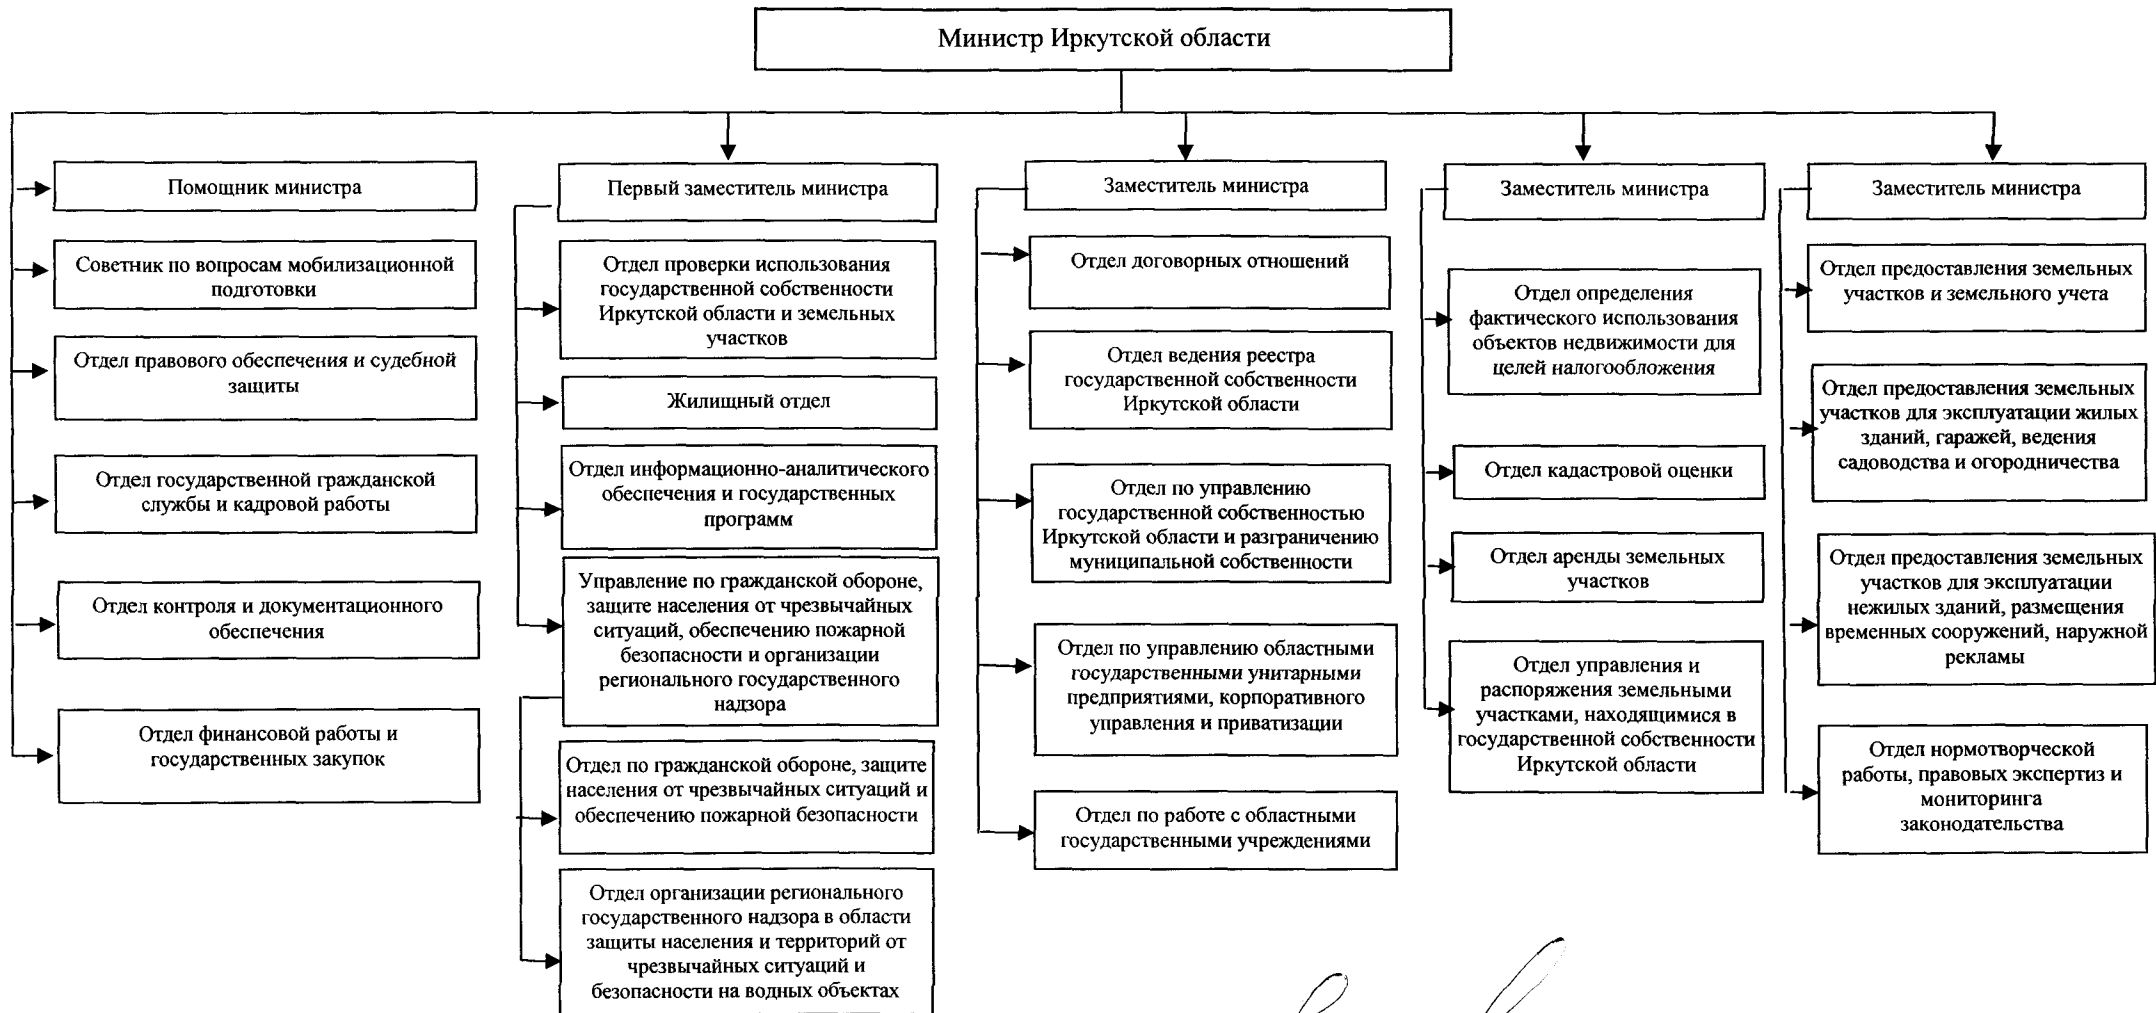 Министр Иркутской области
Помощник министра
Советник по вопросам мобилизационной
подготовки
Отдел правового обеспечения и судебной
защиты
Отдел государственной гражданской
службы и кадровой работы
Отдел контроля и документационного
обеспечения
Отдел финансовой работы и
государственных закупок
Первый заместитель министра
Отдел проверки использования
государственной собственности
Иркутской области и земельных
участков
Жилищный отдел
Отдел информационно-аналитического
обеспечения и государственных
программ
Управление по гражданской обороне,
защите населения от чрезвычайных
ситуаций, обеспечению пожарной
безопасности и организации
регионального государственного
надзора
Отдел по гражданской обороне, защите
населения от чрезвычайных ситуаций и
обеспечению пожарной безопасности
Отдел организации регионального
государственного надзора в области
защиты населения и территорий от
чрезвычайных ситуаций и
безопасности на водных объектах
Заместитель министра
Отдел договорных отношений
Отдел ведения реестра
государственной собственности
Иркутской области
Отдел по управлению
государственной собственностью
Иркутской области и разграничению
муниципальной собственности
Отдел по управлению областными
государственными унитарными
предприятиями, корпоративного
управления и приватизации
Отдел по работе с областными
государственными учреждениями
Заместитель министра
Отдел определения
фактического использования
объектов недвижимости для
целей налогообложения
Отдел кадастровой оценки
Отдел аренды земельных
участков
Отдел управления и
распоряжения земельными
участками, находящимися в
государственной собственности
Иркутской области
Заместитель министра
Отдел предоставления земельных
участков и земельного учета
Отдел предоставления земельных
участков для эксплуатации жилых
зданий, гаражей, ведения
садоводства и огородничества
Отдел предоставления земельных
участков для эксплуатации
нежилых зданий, размещения
временных сооружений, наружной
рекламы
Отдел нормотворческой
работы, правовых экспертиз и
мониторинга
законодательства